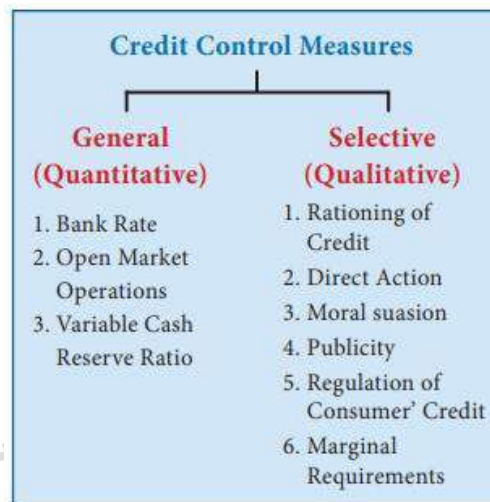 Credit Control Measures
General
(Quantitative)
1. Bank Rate
2. Open Market
Operations
3. Variable Cash
Reserve Ratio
Selective
(Qualitative)
1. Rationing of
Credit
2. Direct Action
3. Moral suasion
4. Publicity
5. Regulation of
Consumer’ Credit
6. Marginal
Requirements